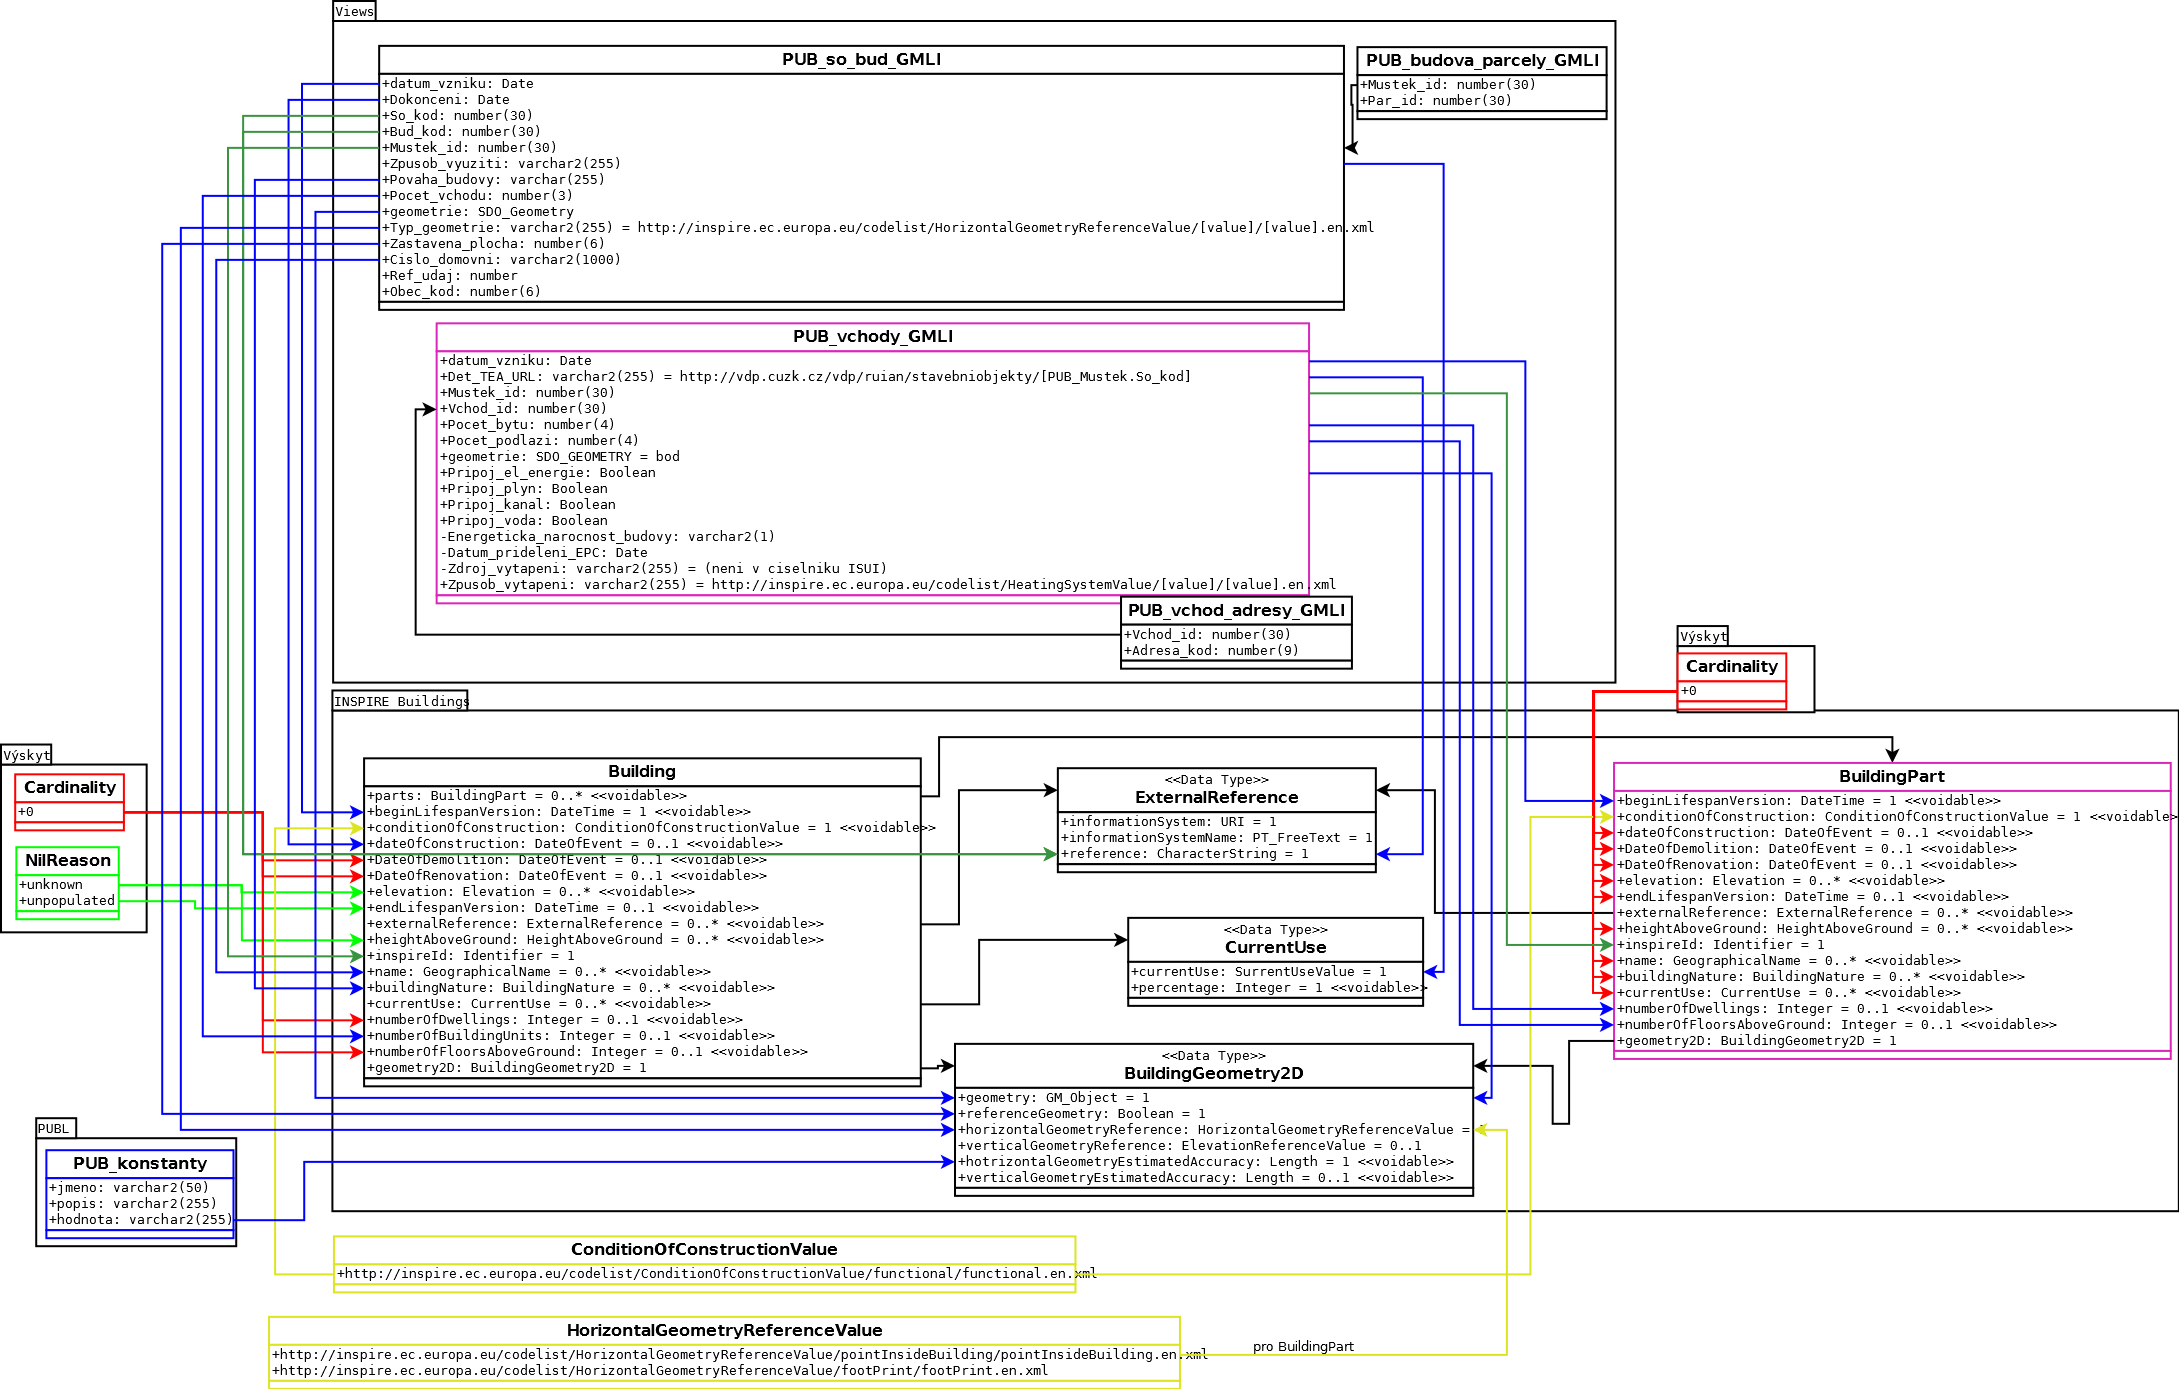 Views
PUB_so_bud_GMLI
+datum_vzniku: Date
+Dokonceni: Date
+So_kod: number(30)
+Bud_kod: number(30)
+Mustek_id: number(30)
+Zpusob_vyuziti: varchar2(255)
+Povaha_budovy: varchar(255)
+Pocet_vchodu: number(3)
+geometrie: SDO_Geometry
+Typ_geometrie: varchar2(255) = http://inspire.ec.europa.eu/codelist/HorizontalGeometryReferenceValue/[value]/[value].en.xml
+Zastavena_plocha: number(6)
+Cislo_domovni: varchar2(1000)
+Ref_udaj: number
+Obec_kod: number(6)
PUB_budova_parcely_GMLI
+Mustek_id: number(30)
+Par_id: number(30)
PUB_vchody_GMLI
+datum_vzniku: Date
+Det_TEA_URL: varchar2(255) = http://vdp.cuzk.cz/vdp/ruian/stavebniobjekty/[PUB_Mustek.So_kod]
+Mustek_id: number(30)
+Vchod_id: number(30)
+Pocet_bytu: number(4)
+Pocet_podlazi: number(4)
+geometrie: SDO_GEOMETRY = bod
+Pripoj_el_energie: Boolean
+Pripoj_plyn: Boolean
+Pripoj_kanal: Boolean
+Pripoj_voda: Boolean
-Energeticka_narocnost_budovy: varchar2(1)
-Datum_prideleni_EPC: Date
-Zdroj_vytapeni: varchar2(255) = (neni v ciselniku ISUI)
+Zpusob_vytapeni: varchar2(255) = http://inspire.ec.europa.eu/codelist/HeatingSystemValue/[value]/[value].en.xml
PUB_vchod_adresy_GMLI
+Vchod_id: number(30)
+Adresa_kod: number(9)
Výskyt
Cardinality
+0
INSPIRE Buildings
Výskyt
Cardinality
+0
NilReason
+unknown
+unpopulated
Building
+parts: BuildingPart = 0..* <<voidable>>
+beginLifespanVersion: DateTime = 1 <<voidable>>
+conditionOfConstruction: ConditionOfConstructionValue = 1 <<voidable>>
+dateOfConstruction: DateOfEvent = 0..1 <<voidable>>
+DateOfDemolition: DateOfEvent = 0..1 <<voidable>>
+DateOfRenovation: DateOfEvent = 0..1 <<voidable>>
+elevation: Elevation = 0..* <<voidable>>
+endLifespanVersion: DateTime = 0..1 <<voidable>>
+externalReference: ExternalReference = 0..* <<voidable>>
+heightAboveGround: HeightAboveGround = 0..* <<voidable>>
+inspireId: Identifier = 1
+name: GeographicalName = 0..* <<voidable>>
+buildingNature: BuildingNature = 0..* <<voidable>>
+currentUse: CurrentUse = 0..* <<voidable>>
+numberOfDwellings: Integer = 0..1 <<voidable>>
+numberOfBuildingUnits: Integer = 0..1 <<voidable>>
+numberOfFloorsAboveGround: Integer = 0..1 <<voidable>>
+geometry2D: BuildingGeometry2D = 1
<<Data Type>>
ExternalReference
+informationSystem: URI = 1
+informationSystemName: PT_FreeText = 1
+reference: CharacterString = 1
<<Data Type>>
CurrentUse
+currentUse: SurrentUseValue = 1
+percentage: Integer = 1 <<voidable>>
<<Data Type>>
BuildingGeometry2D
+geometry: GM_Object = 1
+referenceGeometry: Boolean = 1
+horizontalGeometryReference: HorizontalGeometryReferenceValue =
+verticalGeometryReference: ElevationReferenceValue = 0..1
+hotrizontalGeometryEstimatedAccuracy: Length = 1 <<voidable>>
+verticalGeometryEstimatedAccuracy: Length = 0..1 <<voidable>>
BuildingPart
+beginLifespanVersion: DateTime = 1 <<voidable>>
+conditionOfConstruction: ConditionOfConstructionValue = 1 <<voidable>
+dateOfConstruction: DateOfEvent = 0..1 <<voidable>>
+DateOfDemolition: DateOfEvent = 0..1 <<voidable>>
+DateOfRenovation: DateOfEvent = 0..1 <<voidable>>
+elevation: Elevation = 0..* <<voidable>>
+endLifespanVersion: DateTime = 0..1 <<voidable>>
+externalReference: ExternalReference = 0..* <<voidable>>
+heightAboveGround: HeightAboveGround = 0..* <<voidable>>
+inspireId: Identifier = 1
+name: GeographicalName = 0..* <<voidable>>
+buildingNature: BuildingNature = 0..* <<voidable>>
+currentUse: CurrentUse = 0..* <<voidable>>
+numberOfDwellings: Integer = 0..1 <<voidable>>
+numberOfFloorsAboveGround: Integer = 0..1 <<voidable>>
+geometry2D: BuildingGeometry2D = 1
PUBL
PUB_konstanty
+jmeno: varchar2(50)
+popis: varchar2(255)
+hodnota: varchar2(255)
ConditionOfConstructionValue
+http://inspire.ec.europa.eu/codelist/ConditionOfConstructionValue/functional/functional.en.xml
HorizontalGeometryReferenceValue
+http://inspire.ec.europa.eu/codelist/HorizontalGeometryReferenceValue/pointInsideBuilding/pointInsideBuilding.en.xml
+http://inspire.ec.europa.eu/codelist/HorizontalGeometryReferenceValue/footPrint/footPrint.en.xml
pro BuildingPart